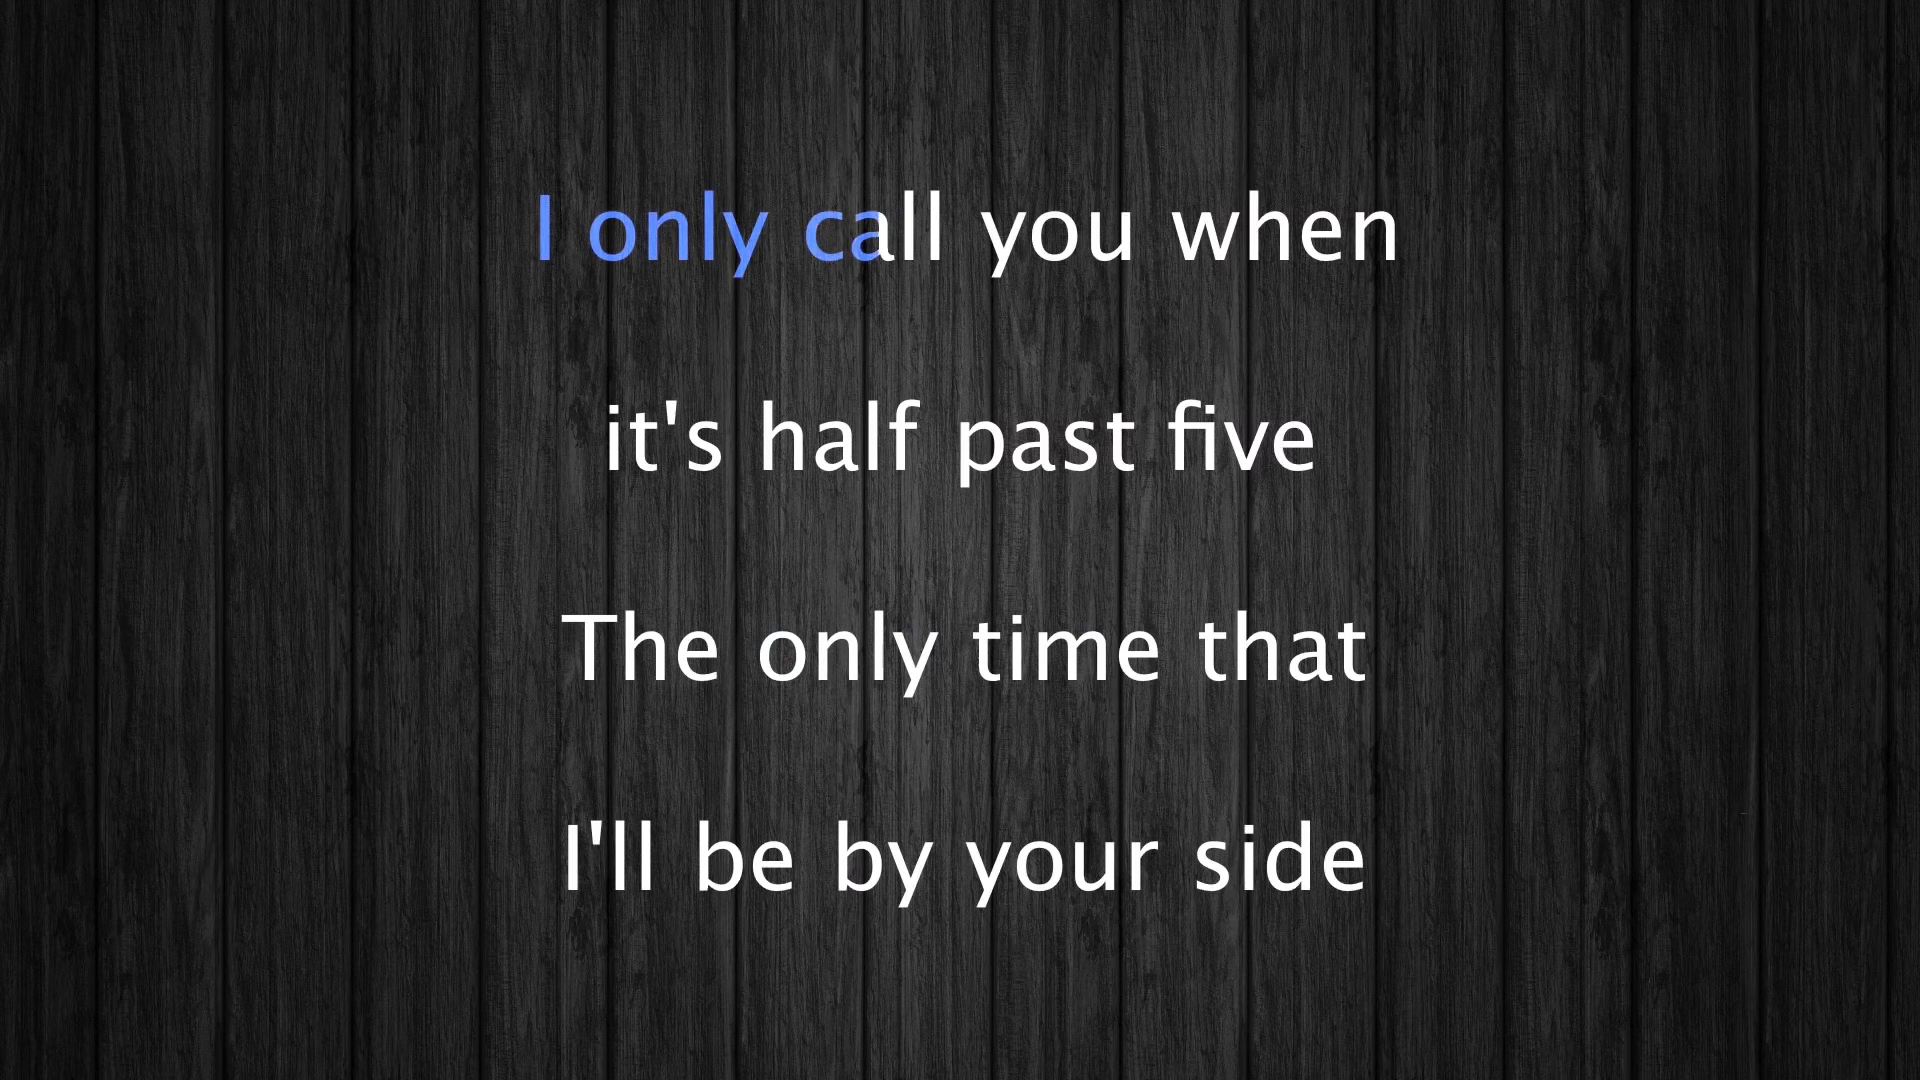 I only call you when
it's half past five
The only time that
I'll be by your side